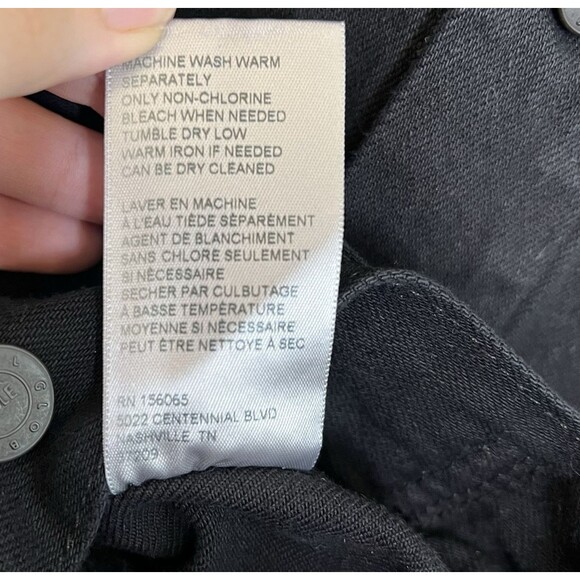 MACHINE WASH WARM
SEPARATELY
ONLY NON-CHLORINE
BLEACH WHEN NEEDED
TUMBLE DRY LOW
WARM IRON IF NEEDED
CAN BE DRY CLEANED
LAVER EN MACHINE
À L'EAU TIÈDE SÉPARÉMENT
AGENT DE BLANCHIMENT
SANS CHLORE SEULEMENT
SI NÉCESSAIRE
SECHER PAR CULBUTAGE
À BASSE TEMPÉRATURE
MOYENNE SI NÉCESSAIRE
PEUT ÊTRE NETTOYÉ À SEC
RN 156065
5022 CENTENNIAL BLVD
NASHVILLE, TN
37209